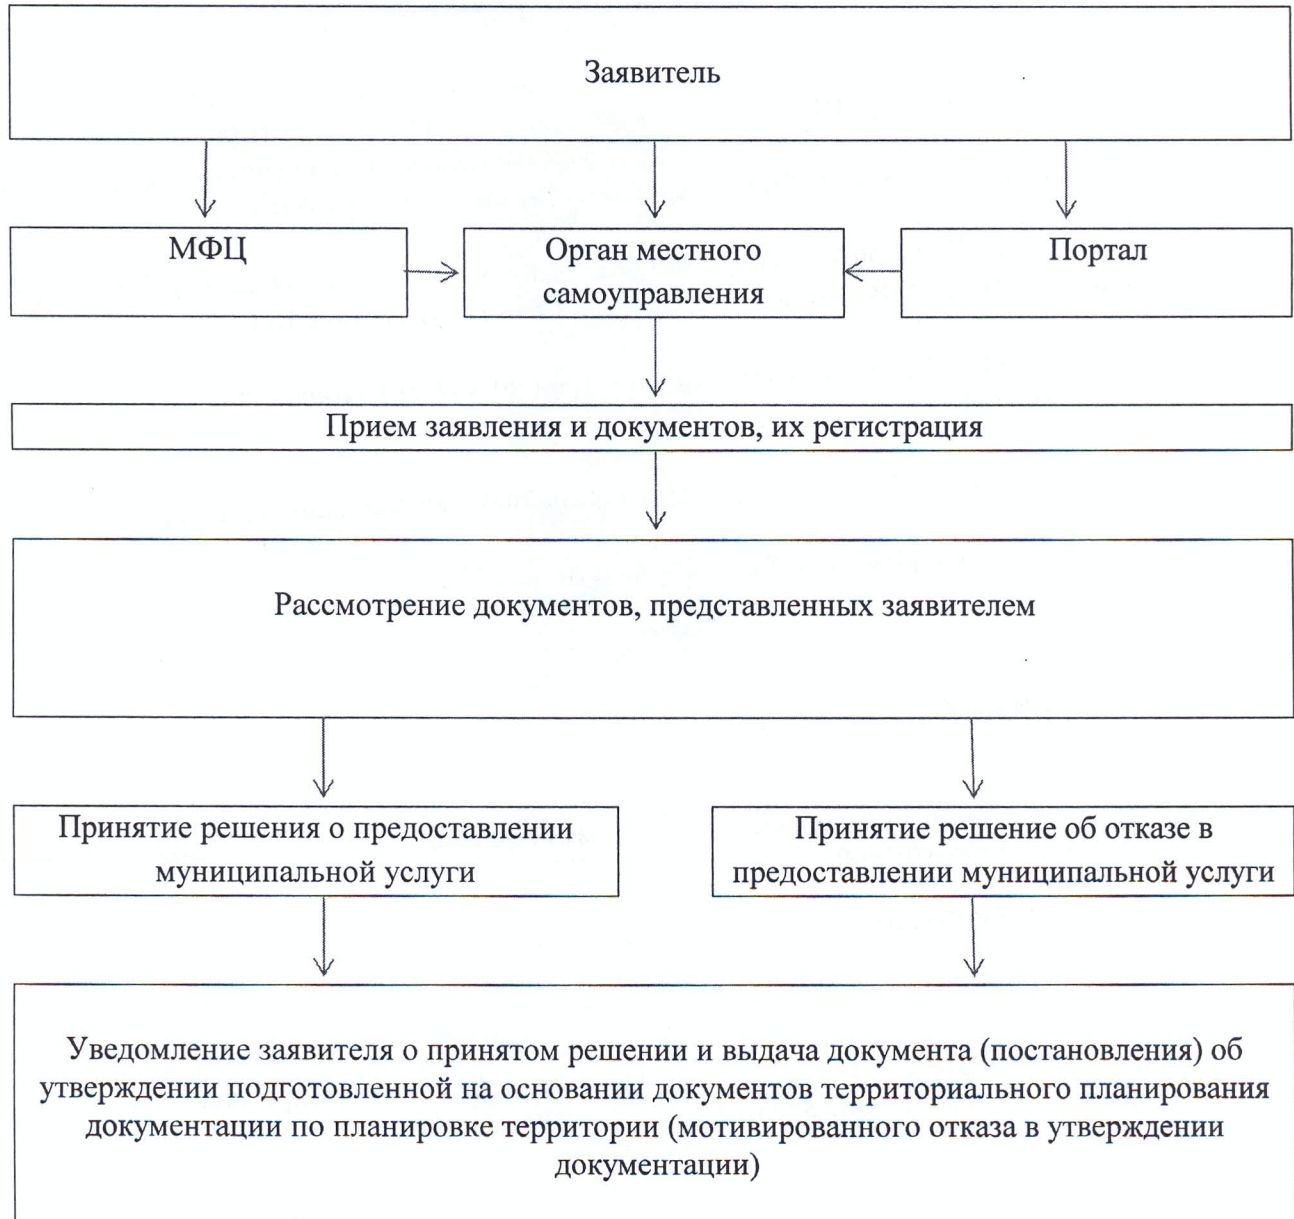 Заявитель
МФЦ
Орган местного
самоуправления
Портал
Прием заявления и документов, их регистрация
Рассмотрение документов, представленных заявителем
Принятие решения о предоставлении
муниципальной услуги
Принятие решение об отказе в
предоставлении муниципальной услуги
Уведомление заявителя о принятом решении и выдача документа (постановления) об
утверждении подготовленной на основании документов территориального планирования
документации по планировке территории (мотивированного отказа в утверждении
документации)